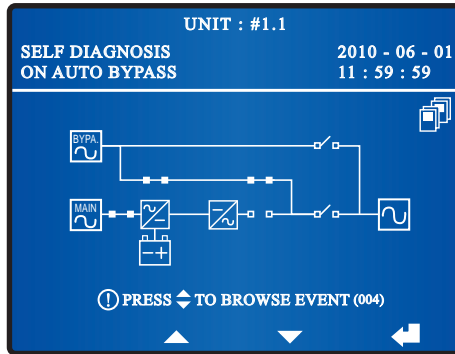 UNIT : #1.1
SELF DIAGNOSIS 2010 - 06 - 01
ON AUTO BYPASS 11 : 59 : 59
BYPA.
MAIN
! PRESS TO BROWSE EVENT (004)